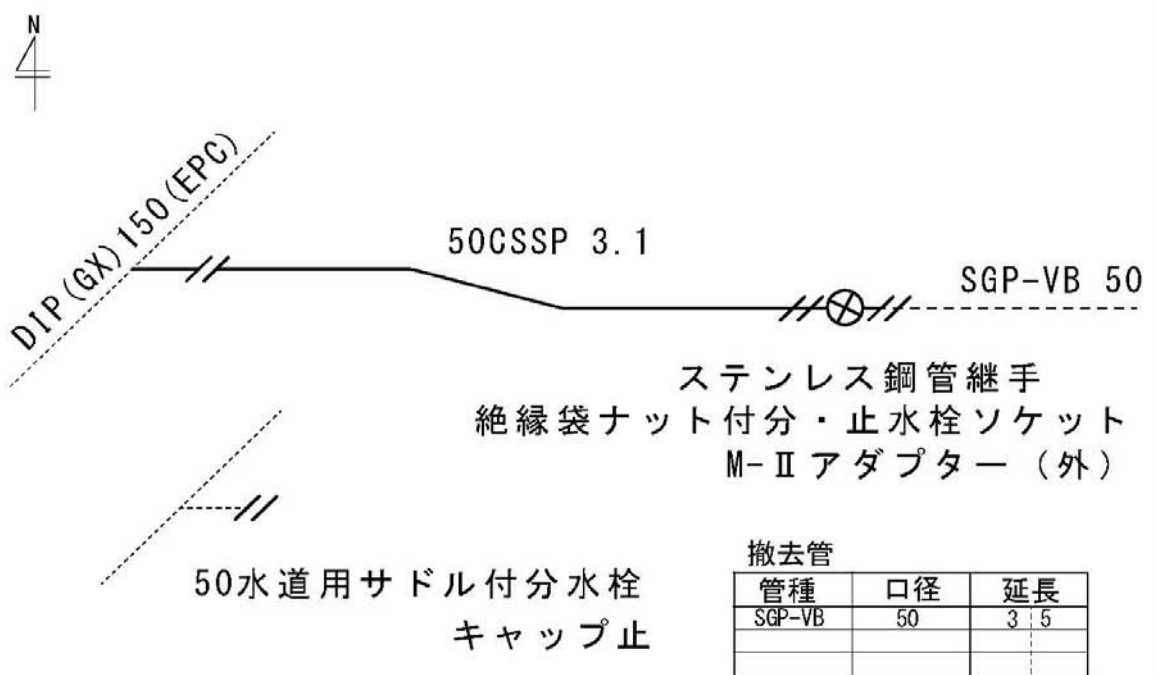 N
DIP(GX)150(EPC)
50CSSP 3.1
SGP-VB 50
ステンレス鋼管継手
絶縁袋ナット付分・止水栓ソケット
M-Ⅱアダプター（外）
50水道用サドル付分水栓
キャップ止
撤去管
管種 口径 延長
SGP-VB 50 3 5